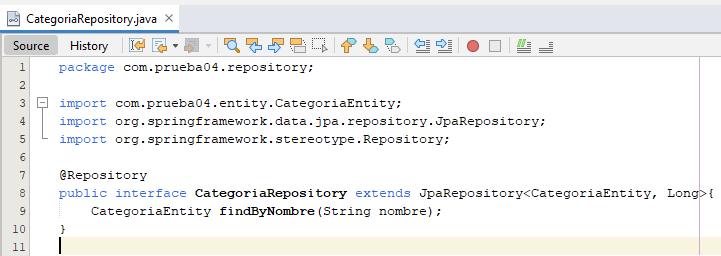 CategoriaRepository.java
Source History
1 package com.prueba04.repository;
2
3 import com.prueba04.entity.CategoriaEntity;
4 import org.springframework.data.jpa.repository.JpaRepository;
5 import org.springframework.stereotype.Repository;
6
7 @Repository
8 public interface CategoriaRepository extends JpaRepository<CategoriaEntity, Long>{
9 CategoriaEntity findByNombre(String nombre);
10 }
11